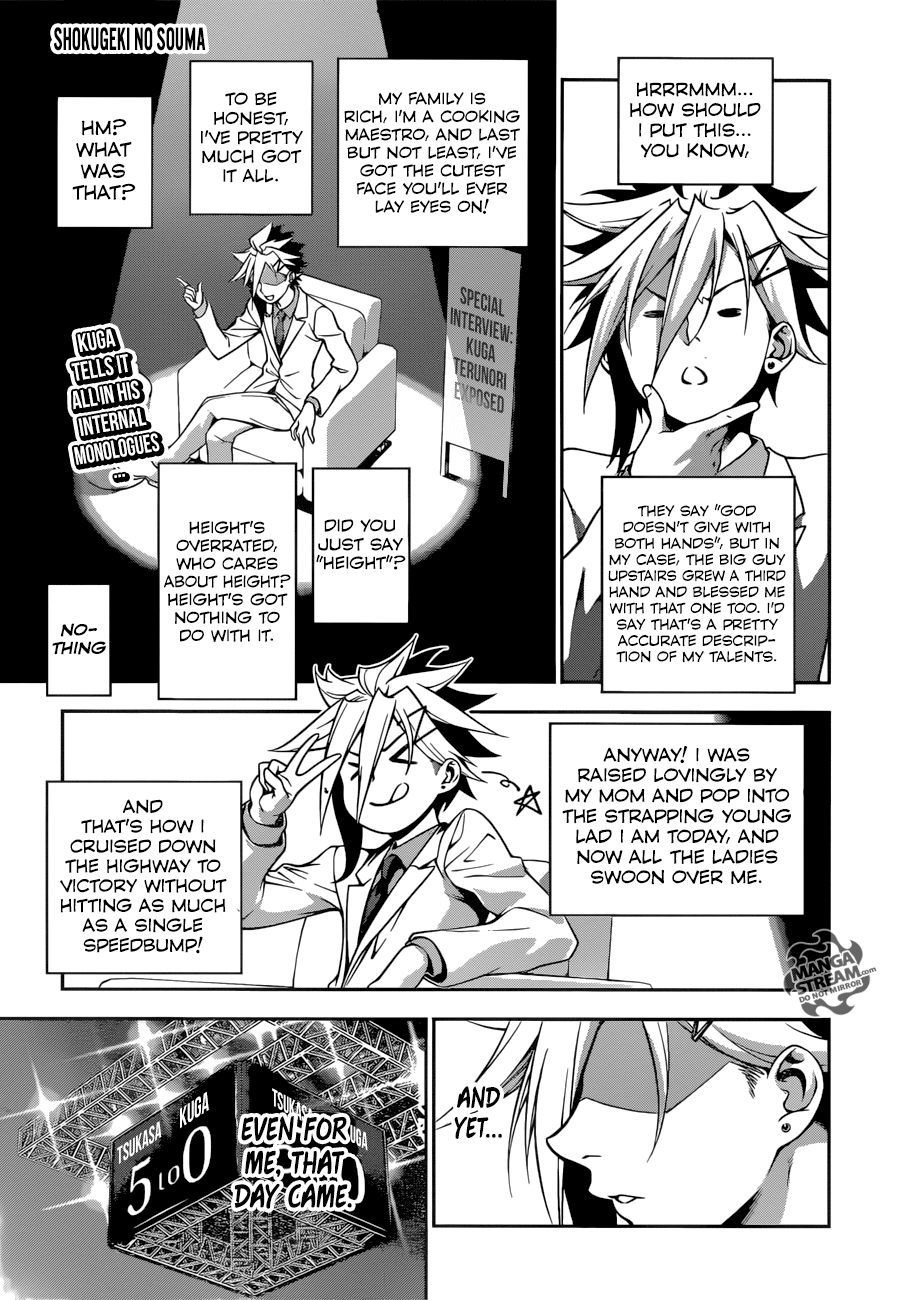 SHOKUGEKI NO SOUMA
HRRRMMM...
HOW SHOULD
I PUT THIS...
YOU KNOW,
THEY SAY "GOD
DOESN'T GIVE WITH
BOTH HANDS", BUT IN
MY CASE, THE BIG GUY
UPSTAIRS GREW A THIRD
HAND AND BLESSED ME
WITH THAT ONE TOO. I'D
SAY THAT'S A PRETTY
ACCURATE DESCRIP-
TION OF MY TALENTS.
MY FAMILY IS
RICH, I'M A COOKING
MAESTRO, AND LAST
BUT NOT LEAST, I'VE
GOT THE CUTEST
FACE YOU'LL EVER
LAY EYES ON!
TO BE
HONEST,
I'VE PRETTY
MUCH GOT
IT ALL.
HM?
WHAT
WAS
THAT?
SPECIAL
INTERVIEW:
KUGA
TERUNORI
EXPOSED
KUGA
TELLS IT
ALL IN HIS
INTERNAL
MONOLOGUES
...
DID YOU
JUST SAY
"HEIGHT"?
HEIGHT'S
OVERRATED,
WHO CARES
ABOUT HEIGHT?
HEIGHT'S GOT
NOTHING
TO DO WITH IT.
NO-
THING
ANYWAY! I WAS
RAISED LOVINGLY BY
MY MOM AND POP INTO
THE STRAPPING YOUNG
LAD I AM TODAY, AND
NOW ALL THE LADIES
SWOON OVER ME.
AND
THAT'S HOW I
CRUISED DOWN
THE HIGHWAY TO
VICTORY WITHOUT
HITTING AS MUCH
AS A SINGLE
SPEEDBUMP!
MANGA
-STREAM.com
DO NOT MIRROR
AND
YET...
EVEN FOR
ME, THAT
DAY CAME.
TSUKASA KUGA
5 to 0
TSUKASA